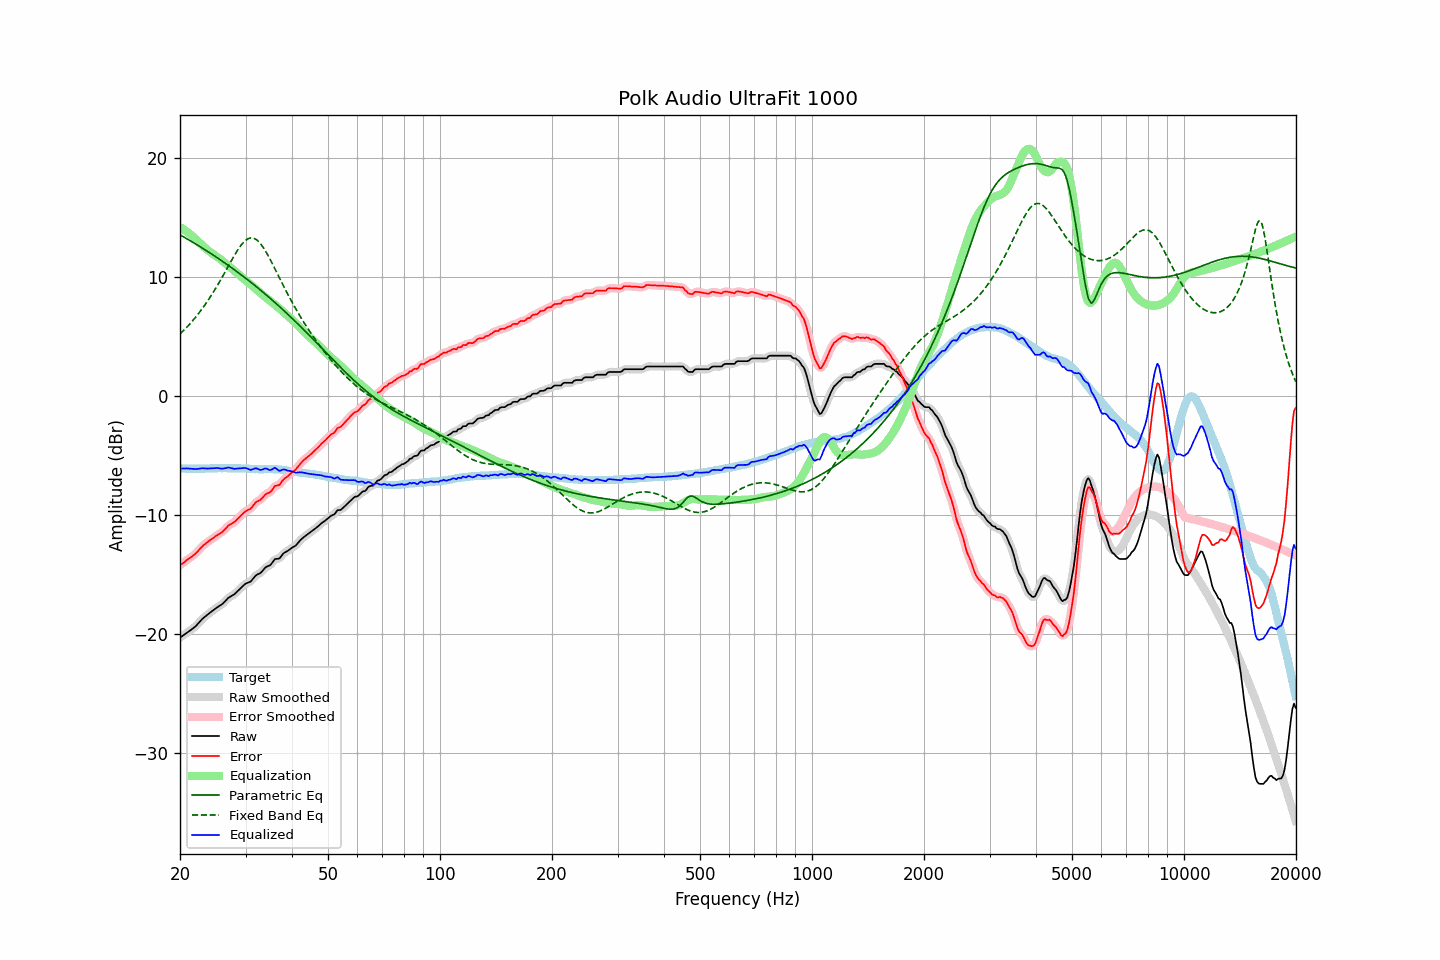 Polk Audio UltraFit 1000
20
10
0
−10
−20
−30
Amplitude (dBr)
Target
Raw Smoothed
Error Smoothed
Raw
Error
Equalization
Parametric Eq
Fixed Band Eq
Equalized
20 50 100 200 500 1000 2000 5000 10000 20000
Frequency (Hz)